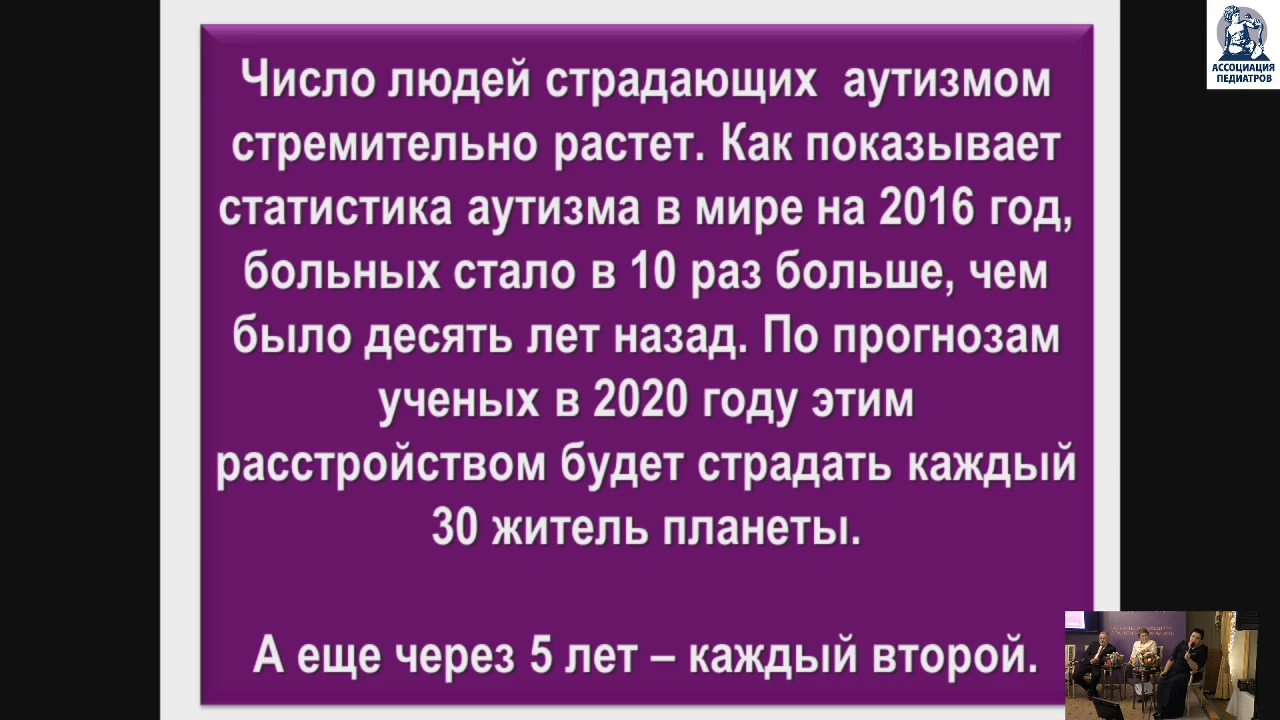 Число людей страдающих аутизмом
стремительно растет. Как показывает
статистика аутизма в мире на 2016 год,
больных стало в 10 раз больше, чем
было десять лет назад. По прогнозам
ученых в 2020 году этим
расстройством будет страдать каждый
30 житель планеты.
А еще через 5 лет – каждый второй.
АССОЦИАЦИЯ
ПЕДИАТРОВ